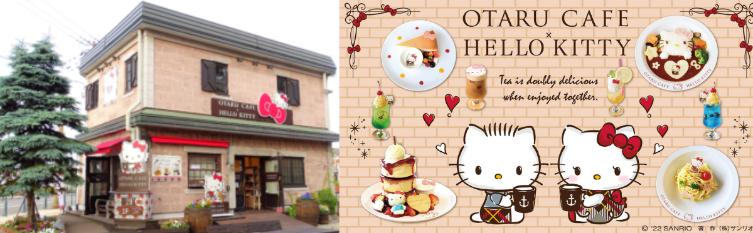 OTARU CAFE
×
HELLO KITTY
OTARU CAFE
×
HELLO KITTY
Tea is doubly delicious
when enjoyed together.
© '22 SANRIO 著作(株)サンリオ